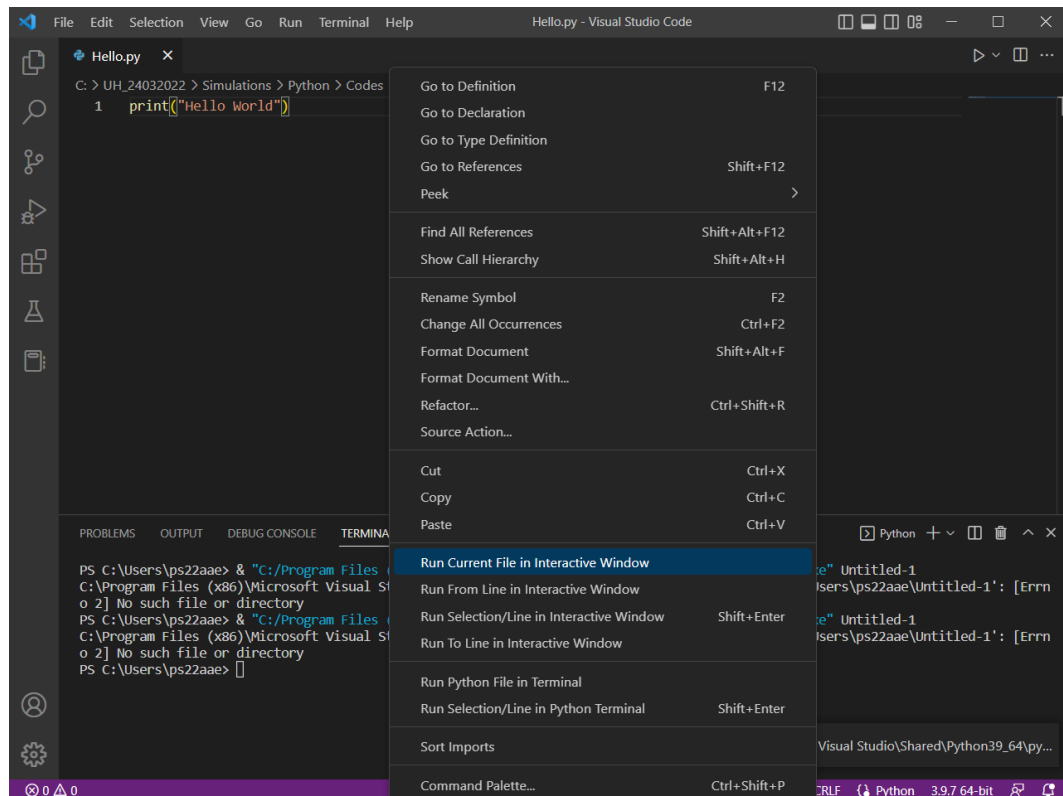 File Edit Selection View Go Run Terminal Help Hello.py - Visual Studio Code
Hello.py
C: > UH_24032022 > Simulations > Python > Codes
1 print("Hello World")
Go to Definition F12
Go to Declaration
Go to Type Definition
Go to References Shift+F12
Peek
Find All References Shift+Alt+F12
Show Call Hierarchy Shift+Alt+H
Rename Symbol F2
Change All Occurrences Ctrl+F2
Format Document Shift+Alt+F
Format Document With...
Refactor... Ctrl+Shift+R
Source Action...
Cut Ctrl+X
Copy Ctrl+C
Paste Ctrl+V
Run Current File in Interactive Window
Run From Line in Interactive Window
Run Selection/Line in Interactive Window Shift+Enter
Run To Line in Interactive Window
Run Python File in Terminal
Run Selection/Line in Python Terminal Shift+Enter
Sort Imports
Command Palette... Ctrl+Shift+P
PROBLEMS OUTPUT DEBUG CONSOLE TERMINA Python
PS C:\Users\ps22aae> & "C:/Program Files ce" Untitled-1
C:\Program Files (x86)\Microsoft Visual St Users\ps22aae\Untitled-1': [Errn
o 2] No such file or directory
PS C:\Users\ps22aae> & "C:/Program Files ce" Untitled-1
C:\Program Files (x86)\Microsoft Visual St Users\ps22aae\Untitled-1': [Errn
o 2] No such file or directory
PS C:\Users\ps22aae>
Visual Studio\Shared\Python39_64\py...
0 0 CRLF Python 3.9.7 64-bit